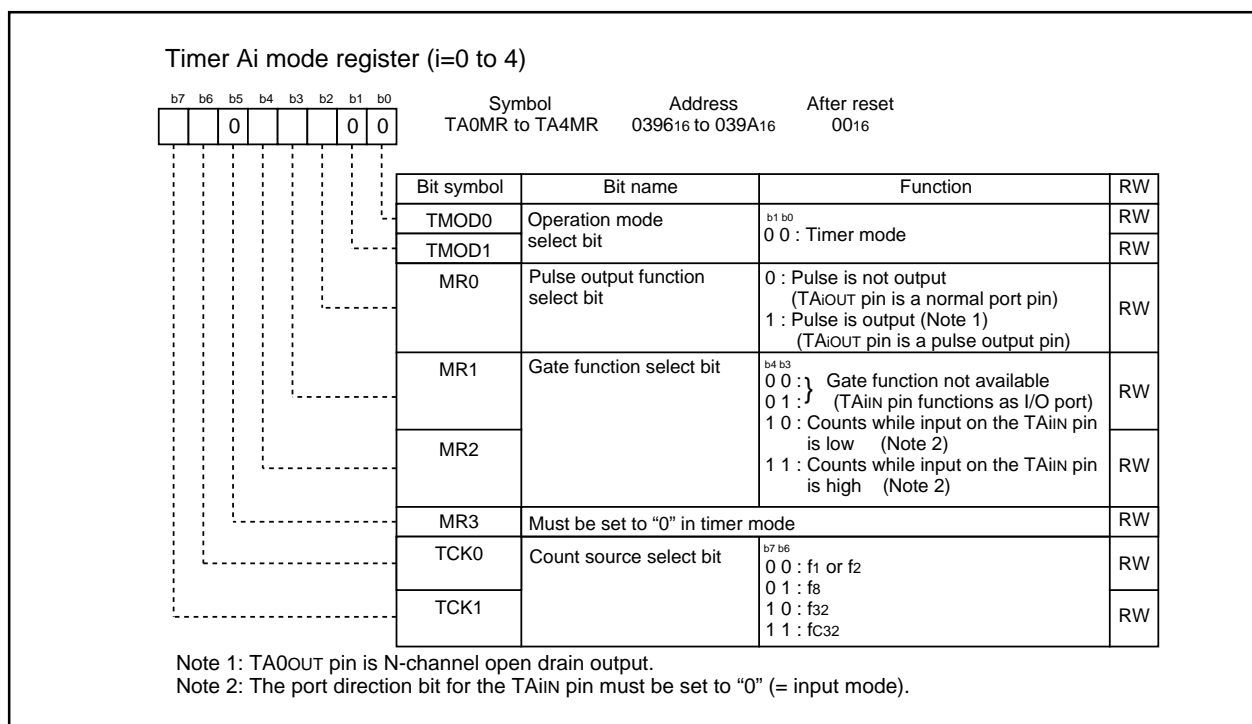 Timer Ai mode register (i=0 to 4)
b7 b6 b5 b4 b3 b2 b1 b0
0 0 0
Symbol Address After reset
TA0MR to TA4MR 039616 to 039A16 0016
Bit symbol Bit name Function RW
TMOD0 Operation mode select bit b1 b0 RW
TMOD1 0 0 : Timer mode RW
MR0 Pulse output function select bit 0 : Pulse is not output
(TAiOUT pin is a normal port pin)
1 : Pulse is output (Note 1)
(TAiOUT pin is a pulse output pin) RW
MR1 Gate function select bit b4 b3
0 0 : } Gate function not available
0 1 : (TAiIN pin functions as I/O port) RW
1 0 : Counts while input on the TAiIN pin
is low (Note 2)
MR2 1 1 : Counts while input on the TAiIN pin RW
is high (Note 2)
MR3 Must be set to “0” in timer mode RW
TCK0 Count source select bit b7 b6
0 0 : f1 or f2 RW
0 1 : f8
TCK1 1 0 : f32 RW
1 1 : fC32
Note 1: TA0OUT pin is N-channel open drain output.
Note 2: The port direction bit for the TAiIN pin must be set to “0” (= input mode).